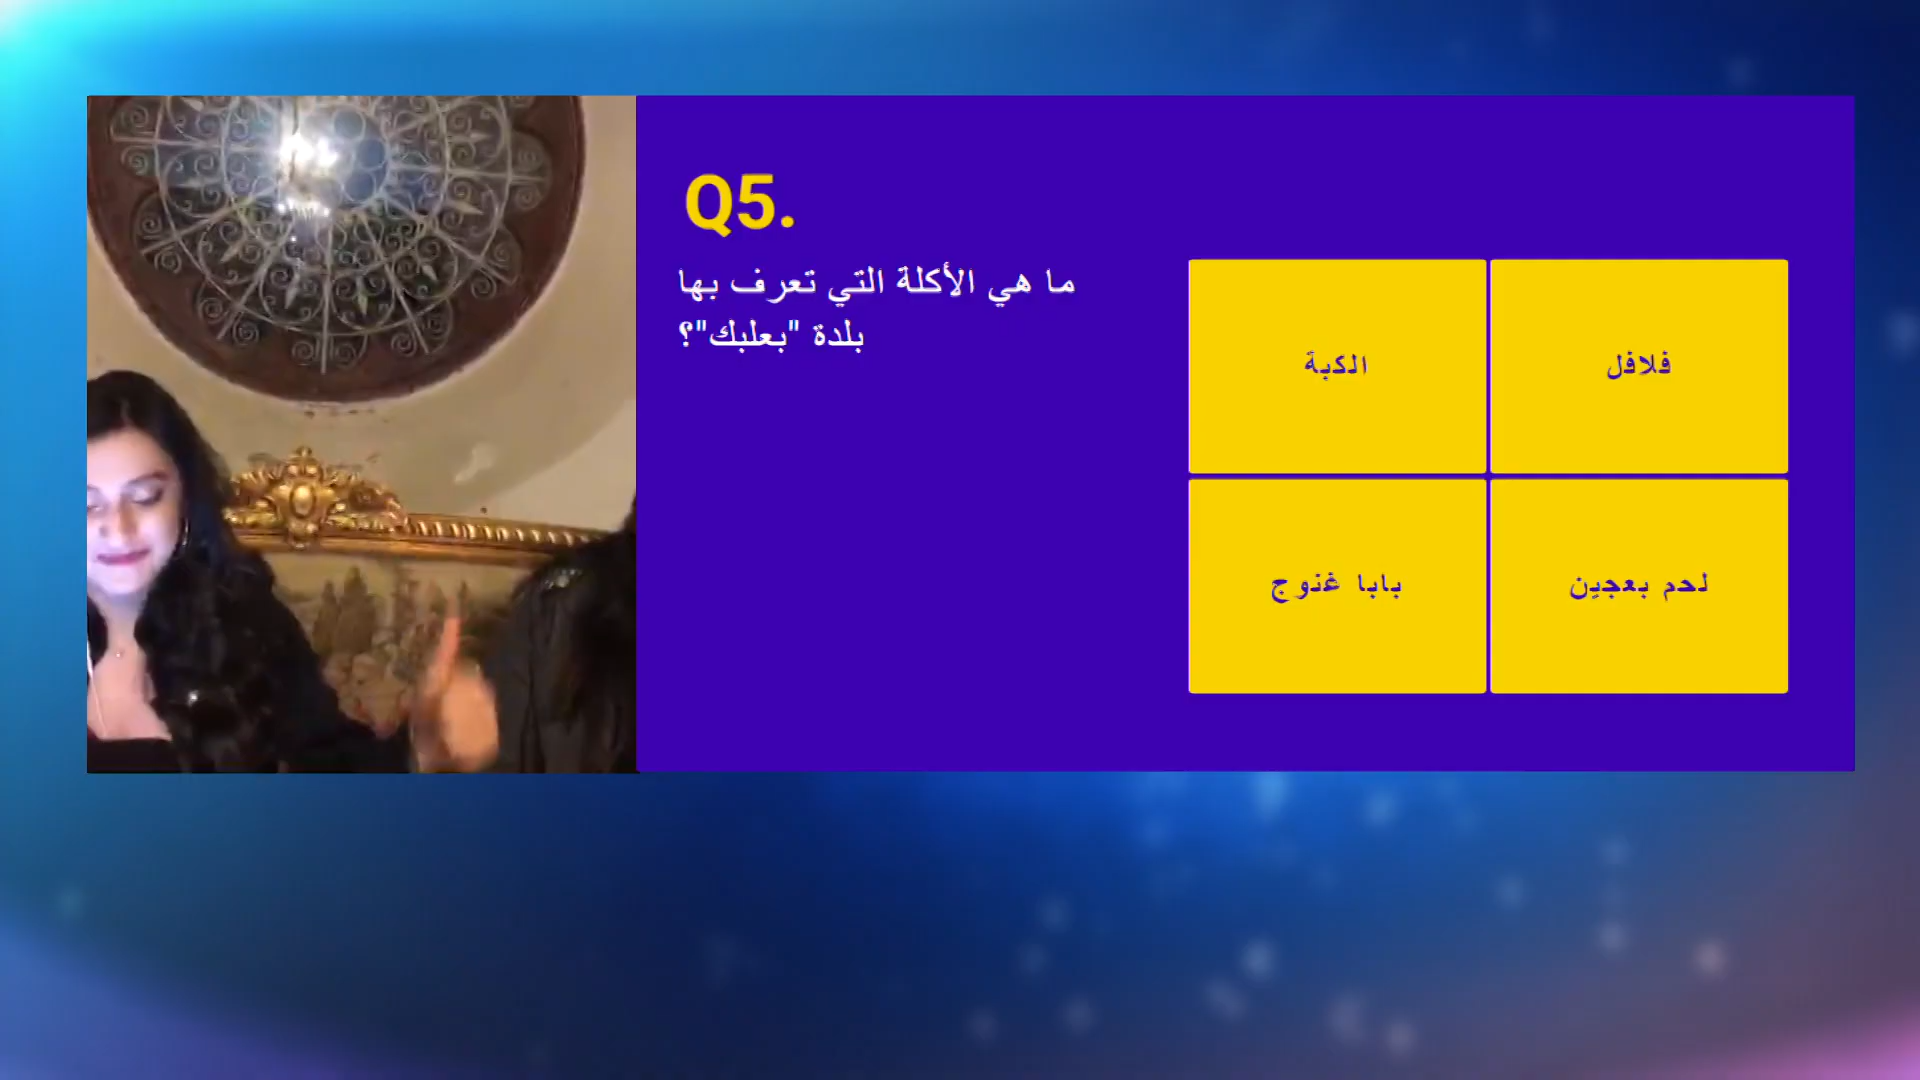 Q5.
ما هي الأكلة التي تعرف بها
بلدة "بعلبك"؟
الكبة
فلافل
بابا غنوج
لحم بعجين